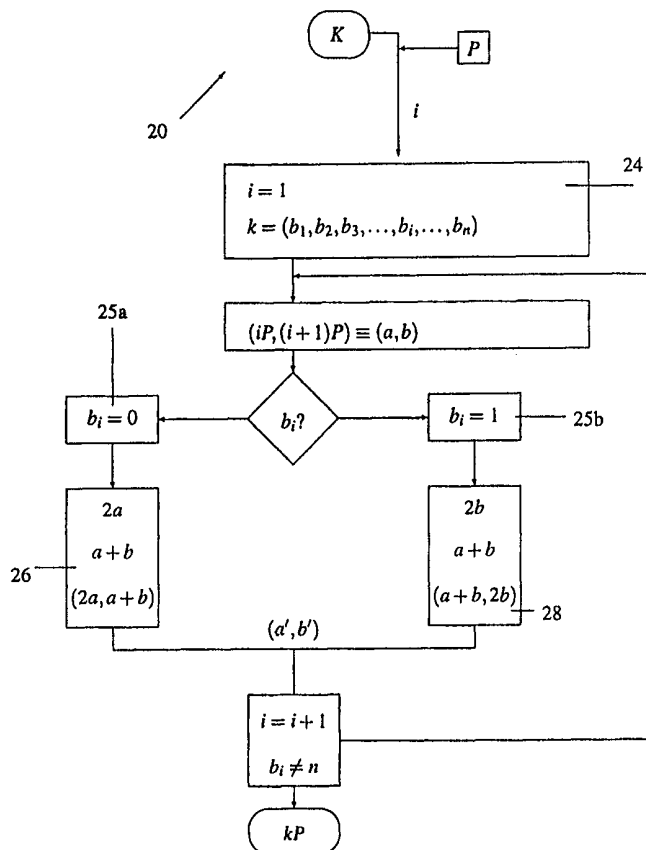 K
P
20
i
24
i = 1
k = (b₁, b₂, b₃, …, bᵢ, …, bₙ)
25a
(iP, (i + 1)P) ≡ (a, b)
bᵢ = 0
bᵢ?
bᵢ = 1
25b
2a
a + b
(2a, a + b)
26
2b
a + b
(a + b, 2b)
28
(a′, b′)
i = i + 1
bᵢ ≠ n
kP